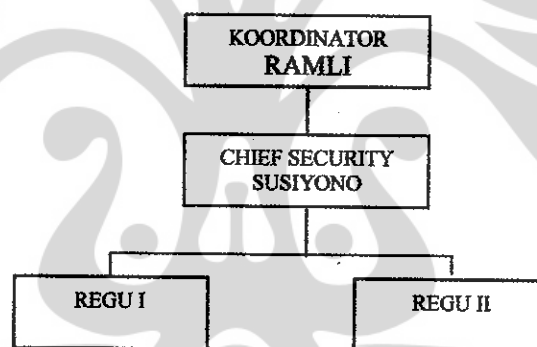 KOORDINATOR
RAMLI
CHIEF SECURITY
SUSIYONO
REGU I
REGU II